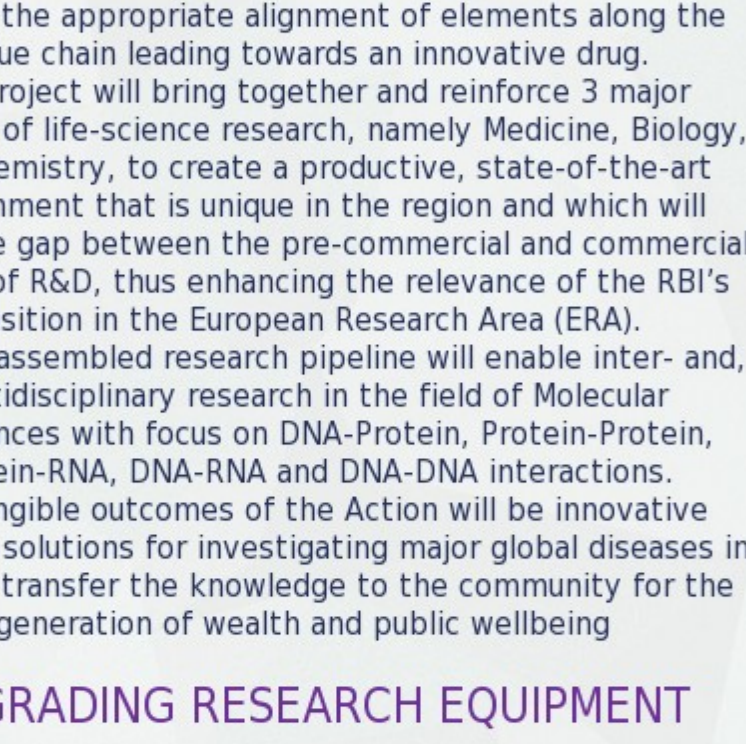 the appropriate alignment of elements along the
ue chain leading towards an innovative drug.
roject will bring together and reinforce 3 major
of life-science research, namely Medicine, Biology,
emistry, to create a productive, state-of-the-art
nment that is unique in the region and which will
e gap between the pre-commercial and commercial
of R&D, thus enhancing the relevance of the RBI’s
sition in the European Research Area (ERA).
assembled research pipeline will enable inter- and,
tidisciplinary research in the field of Molecular
nces with focus on DNA-Protein, Protein-Protein,
ein-RNA, DNA-RNA and DNA-DNA interactions.
ngible outcomes of the Action will be innovative
solutions for investigating major global diseases in
transfer the knowledge to the community for the
generation of wealth and public wellbeing
GRADING RESEARCH EQUIPMENT